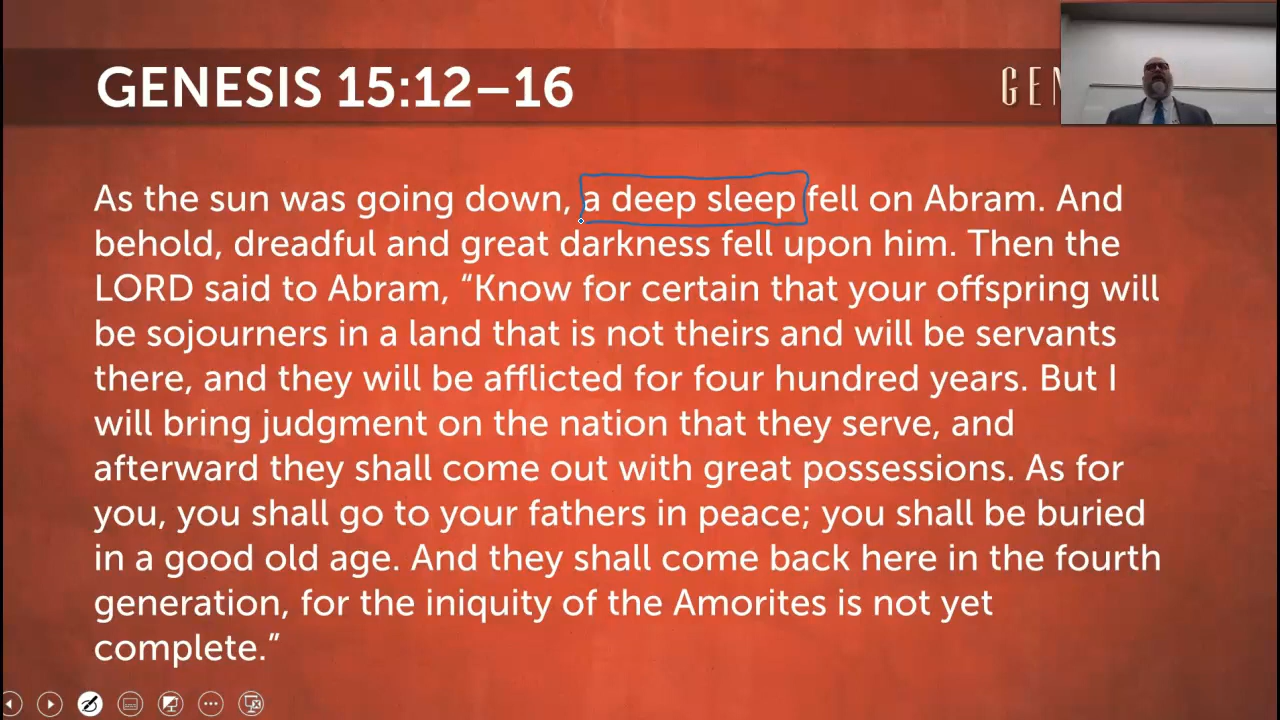 GENESIS 15:12–16
GEN
As the sun was going down, a deep sleep fell on Abram. And
behold, dreadful and great darkness fell upon him. Then the
LORD said to Abram, “Know for certain that your offspring will
be sojourners in a land that is not theirs and will be servants
there, and they will be afflicted for four hundred years. But I
will bring judgment on the nation that they serve, and
afterward they shall come out with great possessions. As for
you, you shall go to your fathers in peace; you shall be buried
in a good old age. And they shall come back here in the fourth
generation, for the iniquity of the Amorites is not yet
complete.”